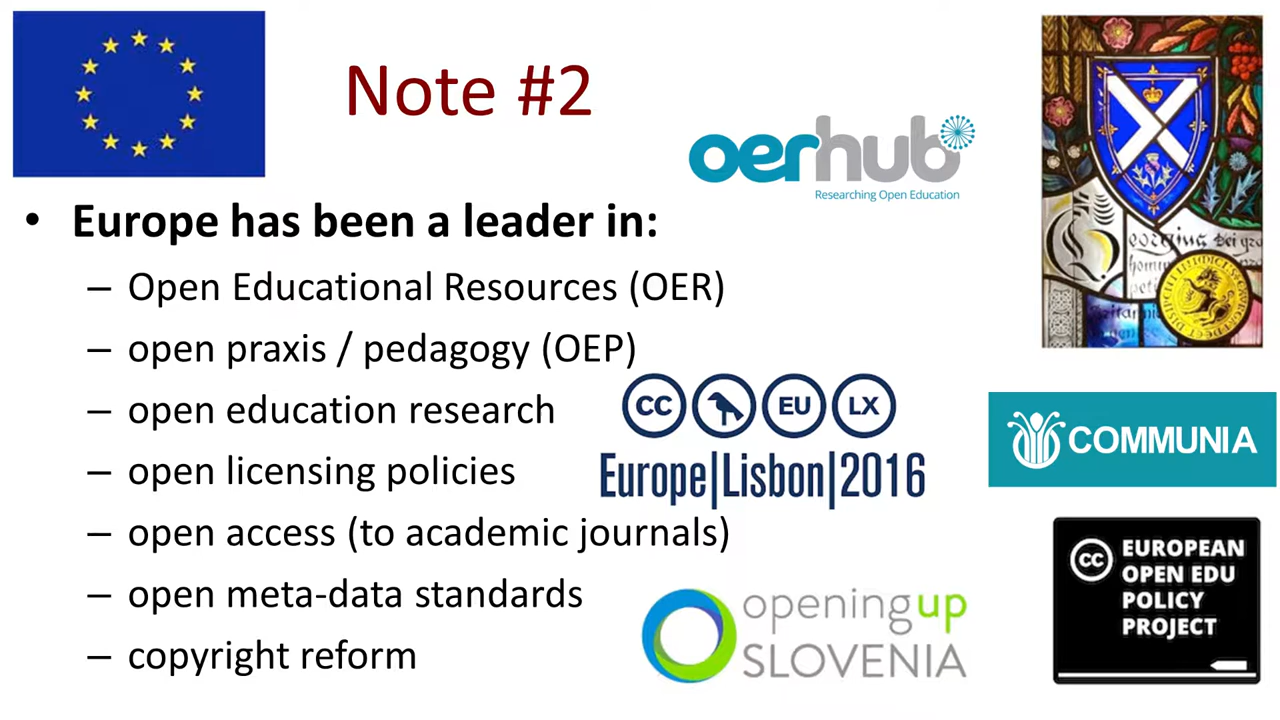 Note #2
oerhub
Researching Open Education
• Europe has been a leader in:
– Open Educational Resources (OER)
– open praxis / pedagogy (OEP)
– open education research
– open licensing policies
– open access (to academic journals)
– open meta-data standards
– copyright reform
CC EU LX
Europe|Lisbon|2016
COMMUNIA
openingup
SLOVENIA
cc EUROPEAN
OPEN EDU
POLICY
PROJECT